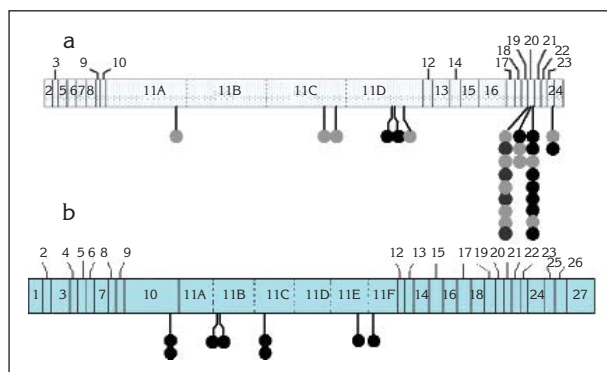 a
19 20 21
3 9 10 12 14 18 22
17 23
2 5 6 7 8 11A 11B 11C 11D 13 15 16 24
b
2 4 5 6 8 9 12 13 15 17 19 20 21 22 23 25 26
1 3 7 10 11A 11B 11C 11D 11E 11F 14 16 18 24 27